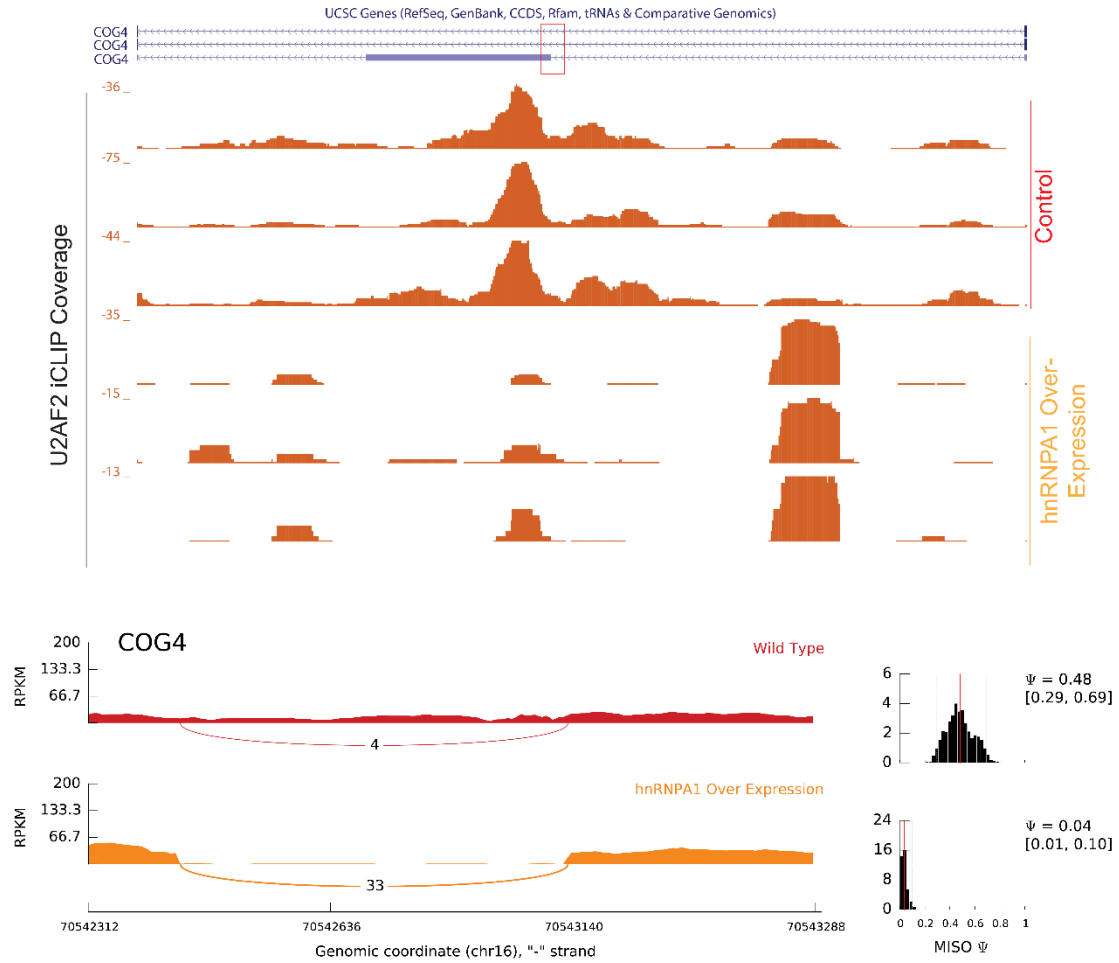 UCSC Genes (RefSeq, GenBank, CCDS, Rfam, tRNAs & Comparative Genomics)
COG4
COG4
COG4
U2AF2 iCLIP Coverage
-36
-75
-44
-35
-15
-13
Control
hnRNPA1 Over-
Expression
COG4
Wild Type
RPKM
200
133.3
66.7
4
6
4
2
0
Ψ = 0.48
[0.29, 0.69]
hnRNPA1 Over Expression
RPKM
200
133.3
66.7
33
24
16
8
0
Ψ = 0.04
[0.01, 0.10]
70542312
70542636
70543140
70543288
Genomic coordinate (chr16), "-" strand
0
0.2
0.4
0.6
0.8
1
MISO Ψ